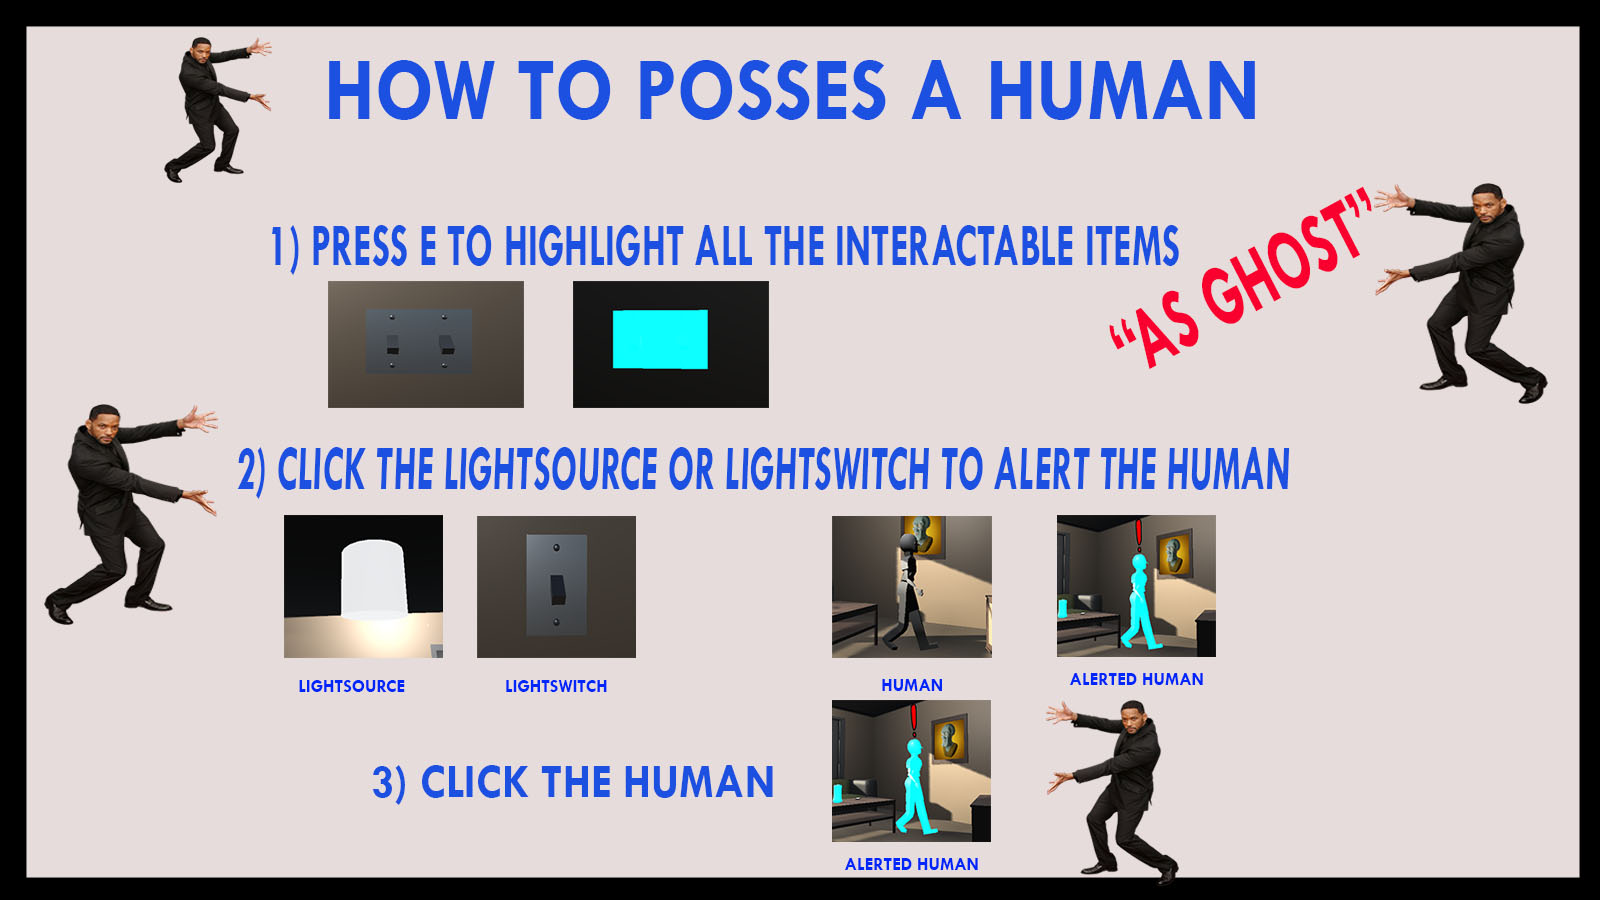 HOW TO POSSES A HUMAN
1) PRESS E TO HIGHLIGHT ALL THE INTERACTABLE ITEMS
“AS GHOST”
2) CLICK THE LIGHTSOURCE OR LIGHTSWITCH TO ALERT THE HUMAN
LIGHTSOURCE
LIGHTSWITCH
HUMAN
ALERTED HUMAN
3) CLICK THE HUMAN
ALERTED HUMAN